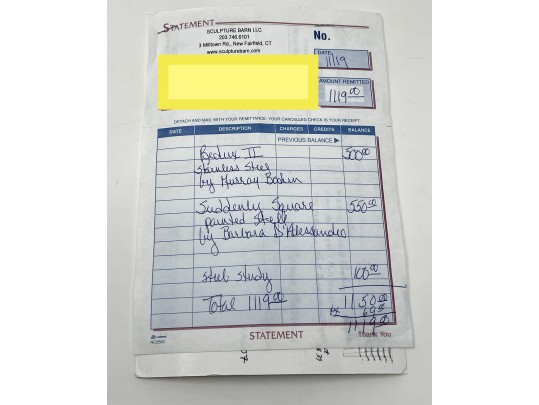 STATEMENT
SCULPTURE BARN LLC
203.746.6101
3 Milltown Rd., New Fairfield, CT
www.sculpturebarn.com
No.
DATE
11/19
AMOUNT REMITTED
1119.00
DETACH AND MAIL WITH YOUR REMITTANCE. YOUR CANCELLED CHECK IS YOUR RECEIPT.
DATE DESCRIPTION CHARGES CREDITS BALANCE
PREVIOUS BALANCE ▶
Redux II 500.00
Stainless Steel
by Murray
Suddenly Square 550.00
painted Steel
by Barbara D'Alessandro
Steel Study 100.00
Total 1119.00 1150.00
69.00
1119.00
STATEMENT
Thank You